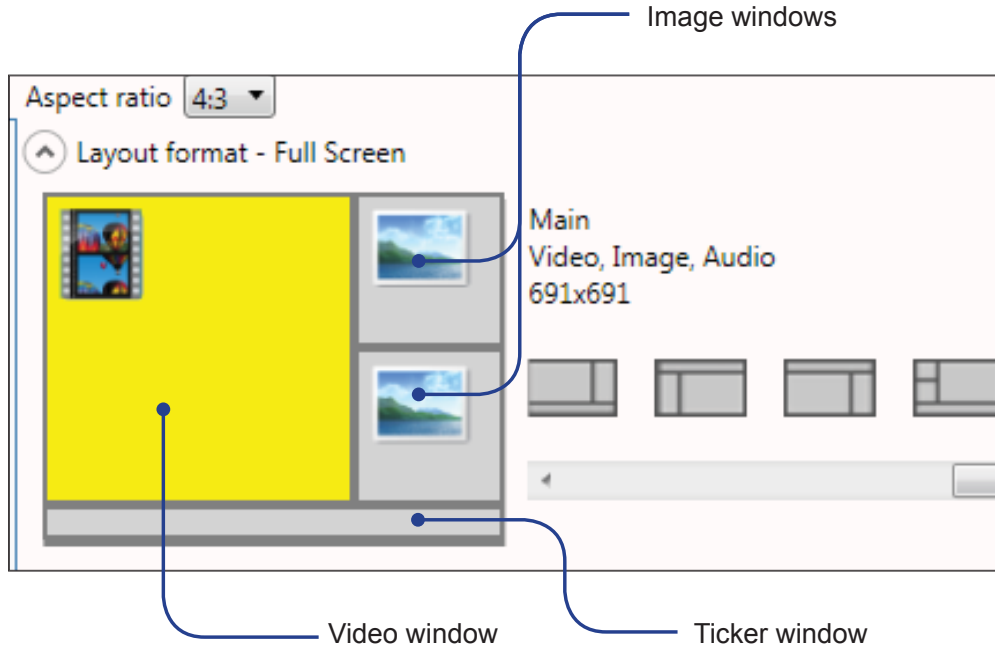 Image windows
Aspect ratio 4:3
Layout format - Full Screen
Main
Video, Image, Audio
691x691
Video window
Ticker window